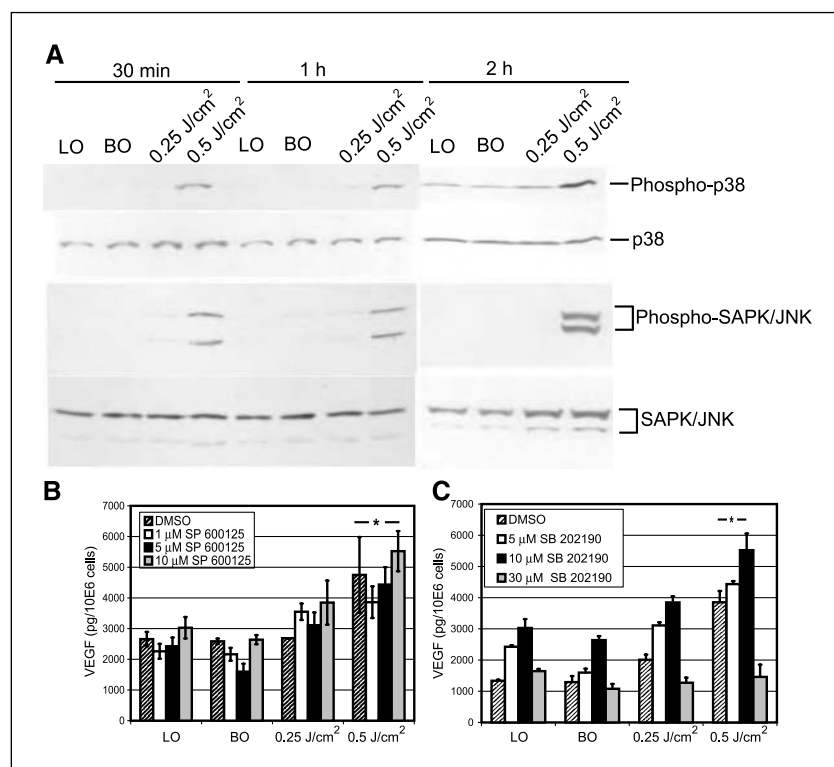 A
30 min 1 h 2 h
LO BO 0.25 J/cm² 0.5 J/cm² LO BO 0.25 J/cm² 0.5 J/cm² LO BO 0.25 J/cm² 0.5 J/cm²
Phospho-p38
p38
Phospho-SAPK/JNK
SAPK/JNK
B
VEGF (pg/10E6 cells)
7000
6000
5000
4000
3000
2000
1000
0
DMSO
1 µM SP 600125
5 µM SP 600125
10 µM SP 600125
*
LO BO 0.25 J/cm² 0.5 J/cm²
C
VEGF (pg/10E6 cells)
7000
6000
5000
4000
3000
2000
1000
0
DMSO
5 µM SB 202190
10 µM SB 202190
30 µM SB 202190
*
LO BO 0.25 J/cm² 0.5 J/cm²